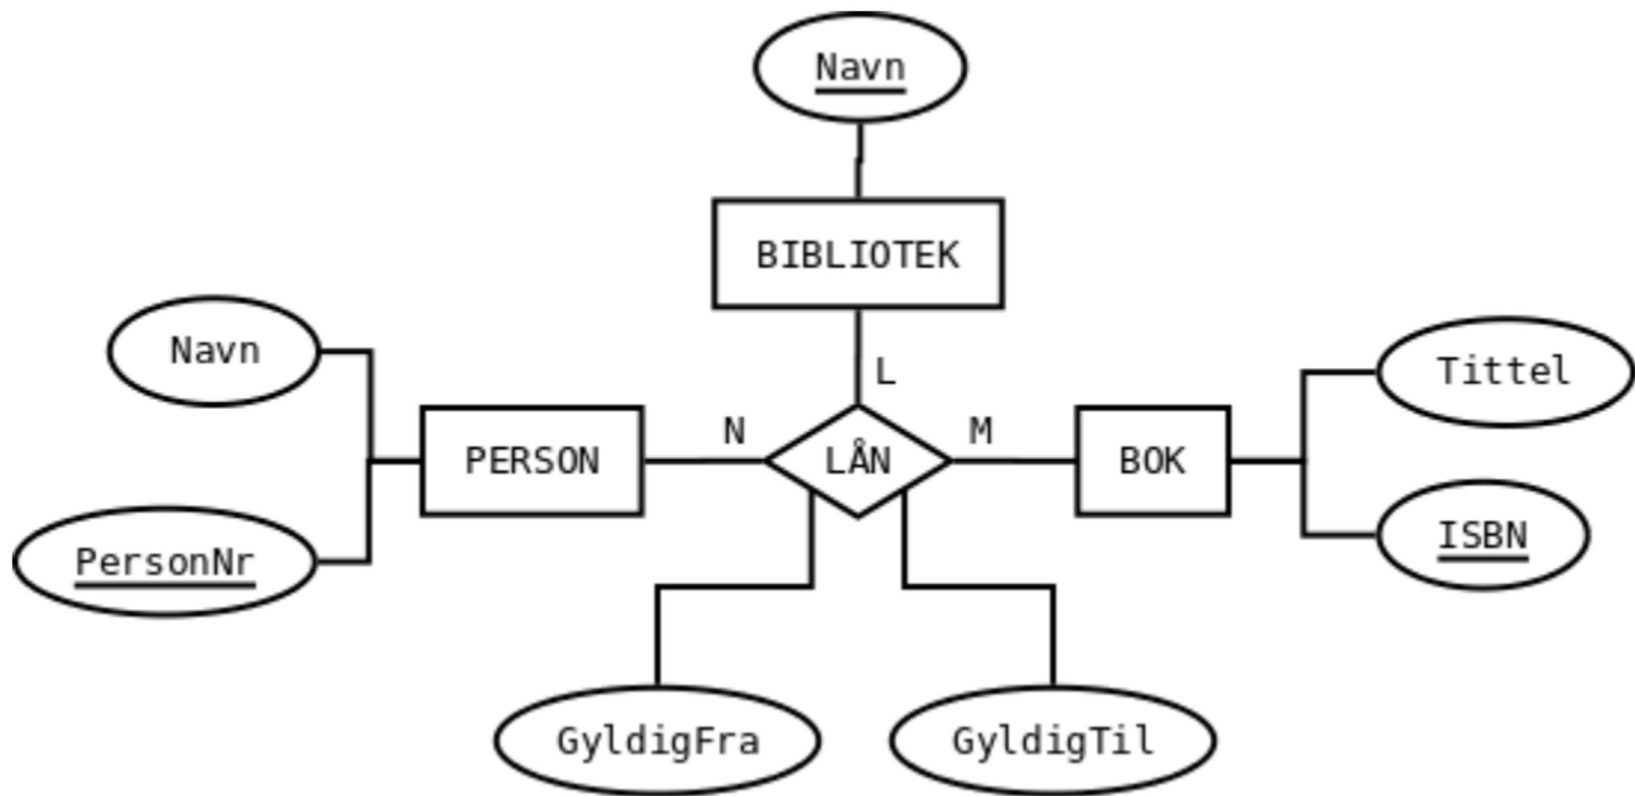 Navn
BIBLIOTEK
Navn
L
Tittel
N
M
PERSON
LÅN
BOK
PersonNr
ISBN
GyldigFra
GyldigTil